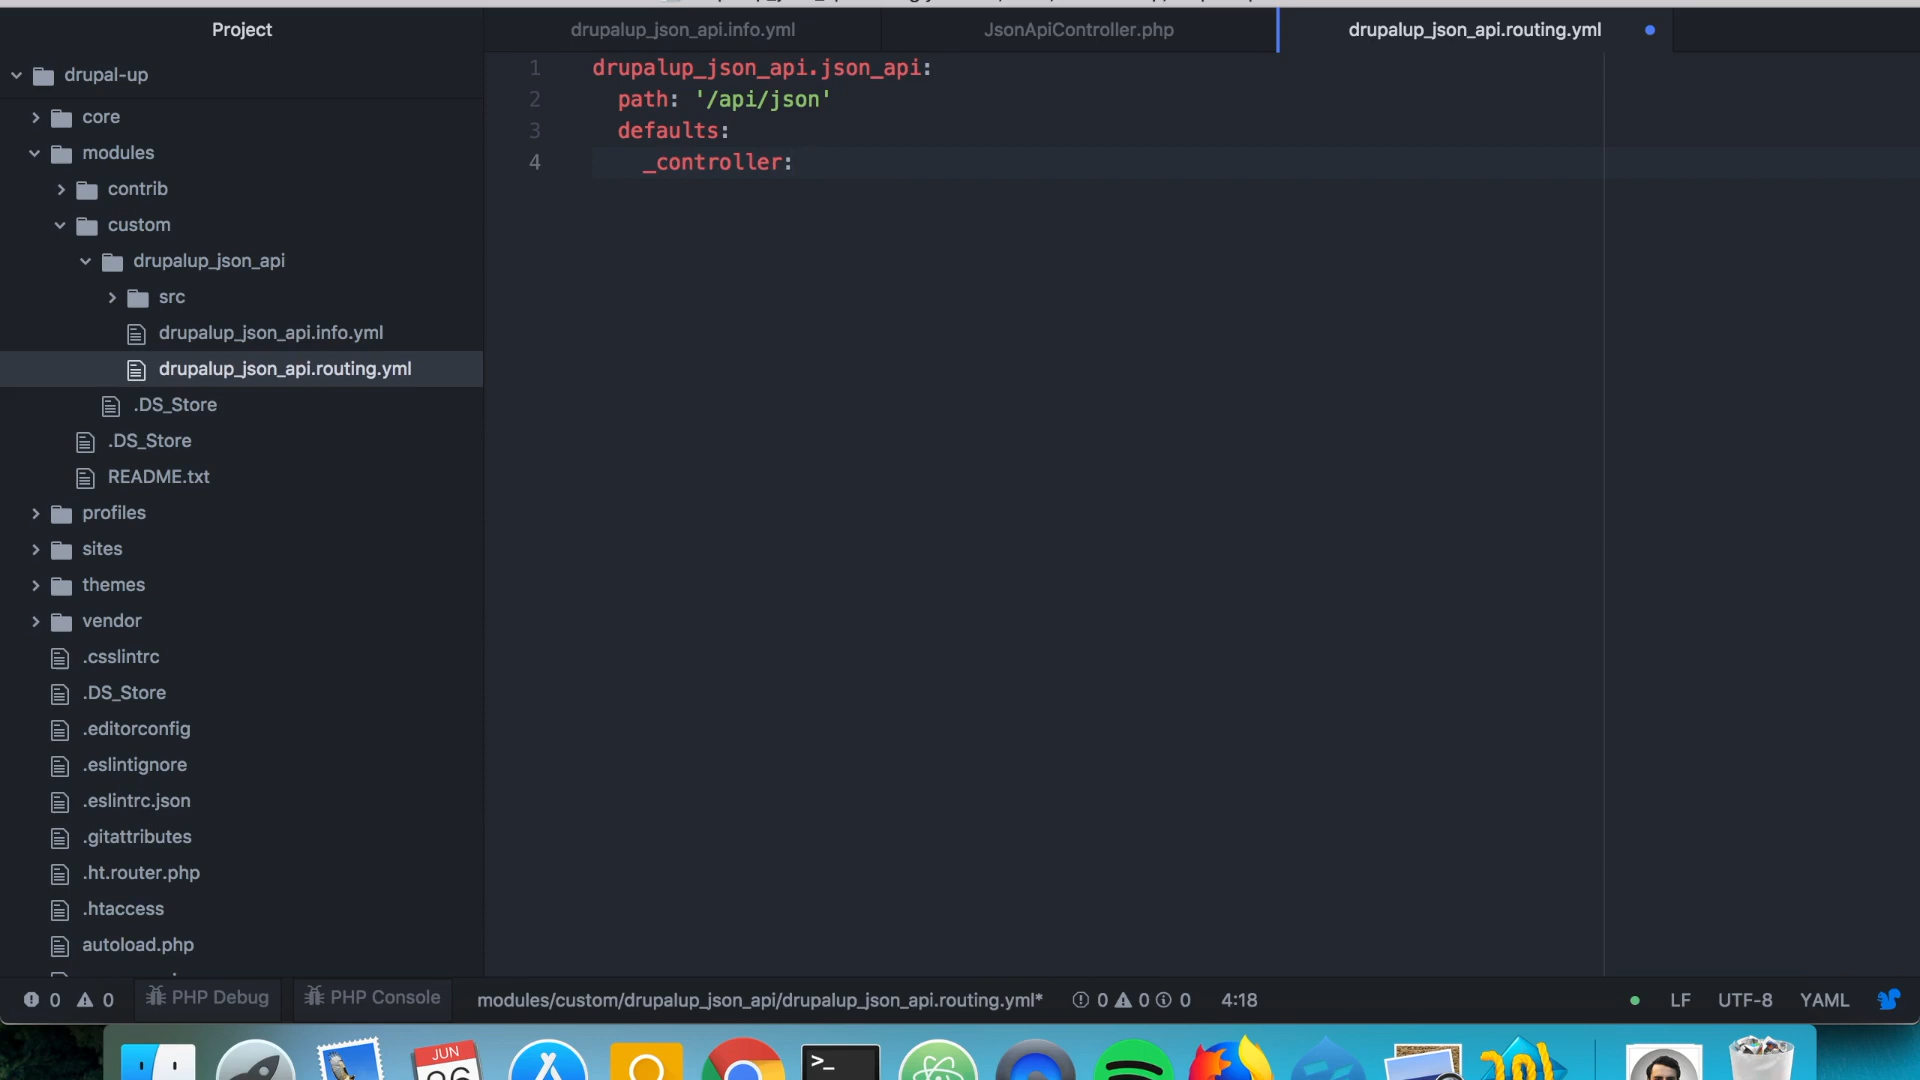 Project
drupalup_json_api.info.yml
JsonApiController.php
drupalup_json_api.routing.yml
drupal-up
core
modules
contrib
custom
drupalup_json_api
src
drupalup_json_api.info.yml
drupalup_json_api.routing.yml
.DS_Store
.DS_Store
README.txt
profiles
sites
themes
vendor
.csslintrc
.DS_Store
.editorconfig
.eslintignore
.eslintrc.json
.gitattributes
.ht.router.php
.htaccess
autoload.php
1 drupalup_json_api.json_api:
2 path: '/api/json'
3 defaults:
4 _controller:
0 0 PHP Debug PHP Console modules/custom/drupalup_json_api/drupalup_json_api.routing.yml* 0 0 0 4:18 LF UTF-8 YAML
JUN
26
>_